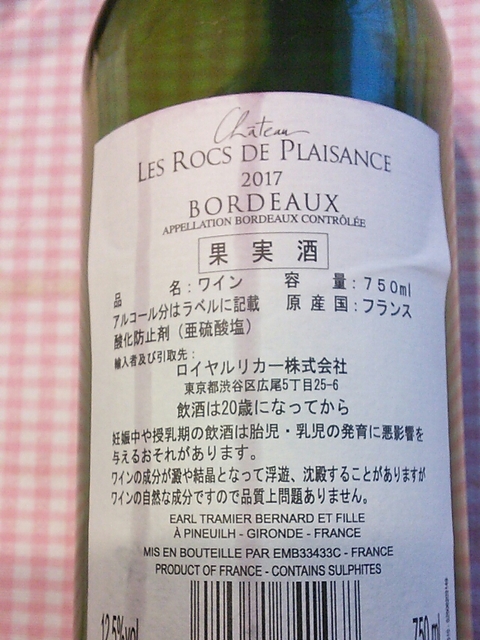 Château
LES ROCS DE PLAISANCE
2017
BORDEAUX
APPELLATION BORDEAUX CONTRÔLÉE
果実酒
品　　名：ワイン　容　　量：750ml
アルコール分はラベルに記載　原産国：フランス
酸化防止剤（亜硫酸塩）
輸入者及び引取先：
ロイヤルリカー株式会社
東京都渋谷区広尾5丁目25-6
飲酒は20歳になってから
妊娠中や授乳期の飲酒は胎児・乳児の発育に悪影響を
与えるおそれがあります。
ワインの成分が澱や結晶となって浮遊、沈殿することがありますが
ワインの自然な成分ですので品質上問題ありません。
EARL TRAMIER BERNARD ET FILLE
À PINEUILH - GIRONDE - FRANCE
MIS EN BOUTEILLE PAR EMB33433C - FRANCE
PRODUCT OF FRANCE - CONTAINS SULPHITES
12.5%vol 750 ml